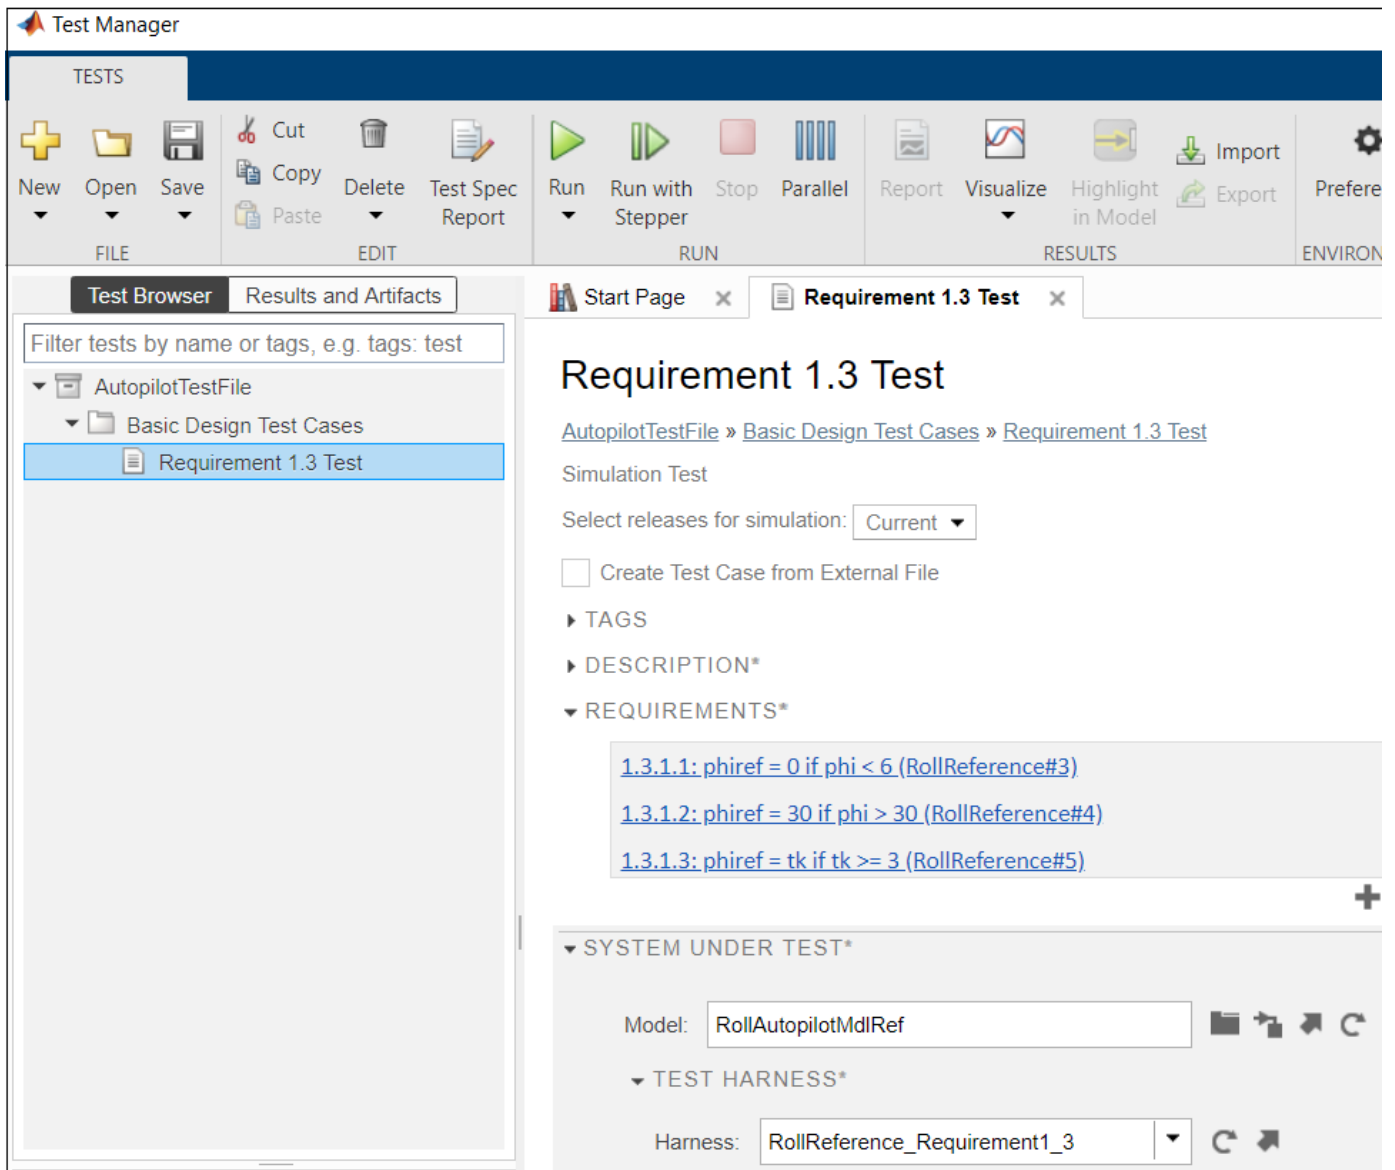 Test Manager
TESTS
New
Open
Save
Cut
Copy
Paste
Delete
Test Spec
Report
Run
Run with
Stepper
Stop
Parallel
Report
Visualize
Highlight
in Model
Import
Export
Prefere
FILE
EDIT
RUN
RESULTS
ENVIRON
Test Browser
Results and Artifacts
Filter tests by name or tags, e.g. tags: test
AutopilotTestFile
Basic Design Test Cases
Requirement 1.3 Test
Start Page
Requirement 1.3 Test
Requirement 1.3 Test
AutopilotTestFile » Basic Design Test Cases » Requirement 1.3 Test
Simulation Test
Select releases for simulation: Current
Create Test Case from External File
TAGS
DESCRIPTION*
REQUIREMENTS*
1.3.1.1: phiref = 0 if phi < 6 (RollReference#3)
1.3.1.2: phiref = 30 if phi > 30 (RollReference#4)
1.3.1.3: phiref = tk if tk >= 3 (RollReference#5)
SYSTEM UNDER TEST*
Model: RollAutopilotMdlRef
TEST HARNESS*
Harness: RollReference_Requirement1_3